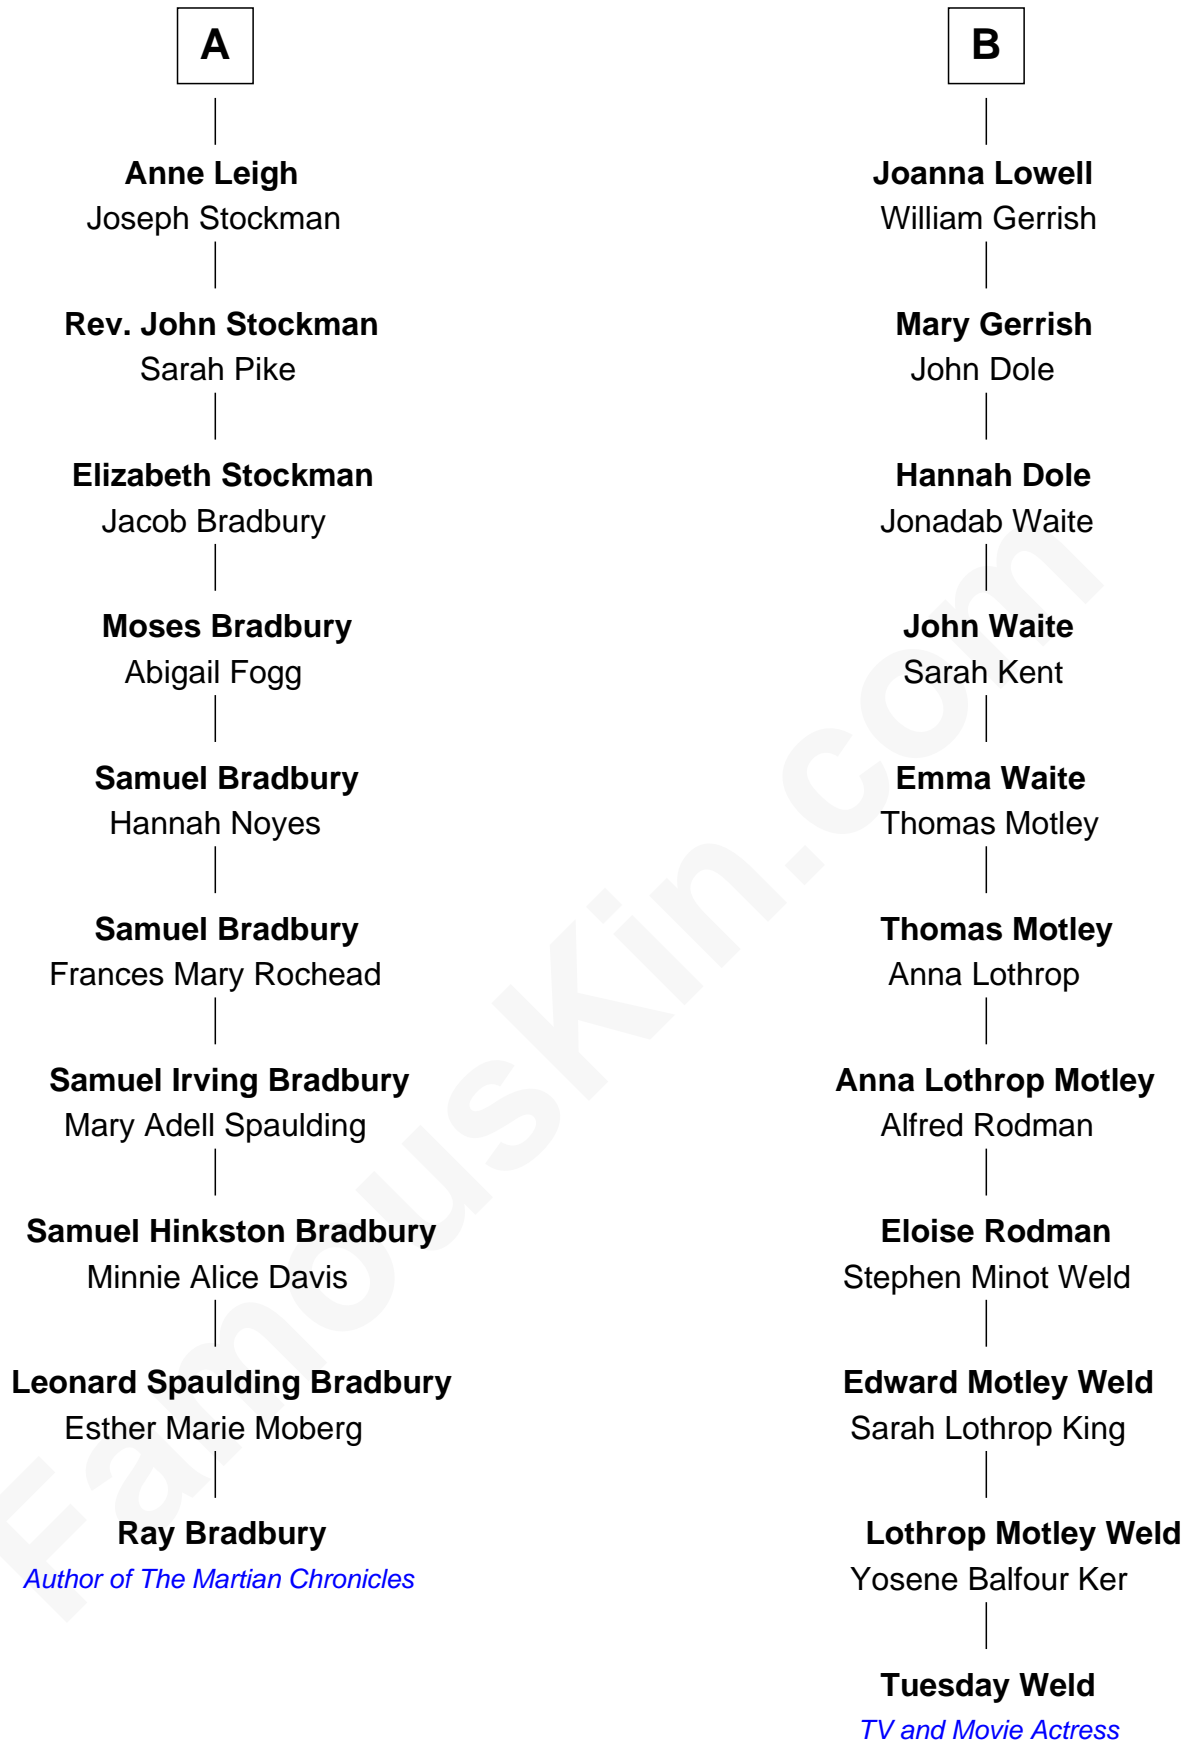 A
Anne Leigh
Joseph Stockman
Rev. John Stockman
Sarah Pike
Elizabeth Stockman
Jacob Bradbury
Moses Bradbury
Abigail Fogg
Samuel Bradbury
Hannah Noyes
Samuel Bradbury
Frances Mary Rochead
Samuel Irving Bradbury
Mary Adell Spaulding
Samuel Hinkston Bradbury
Minnie Alice Davis
Leonard Spaulding Bradbury
Esther Marie Moberg
Ray Bradbury
Author of The Martian Chronicles
B
Joanna Lowell
William Gerrish
Mary Gerrish
John Dole
Hannah Dole
Jonadab Waite
John Waite
Sarah Kent
Emma Waite
Thomas Motley
Thomas Motley
Anna Lothrop
Anna Lothrop Motley
Alfred Rodman
Eloise Rodman
Stephen Minot Weld
Edward Motley Weld
Sarah Lothrop King
Lothrop Motley Weld
Yosene Balfour Ker
Tuesday Weld
TV and Movie Actress
FamousKin.com